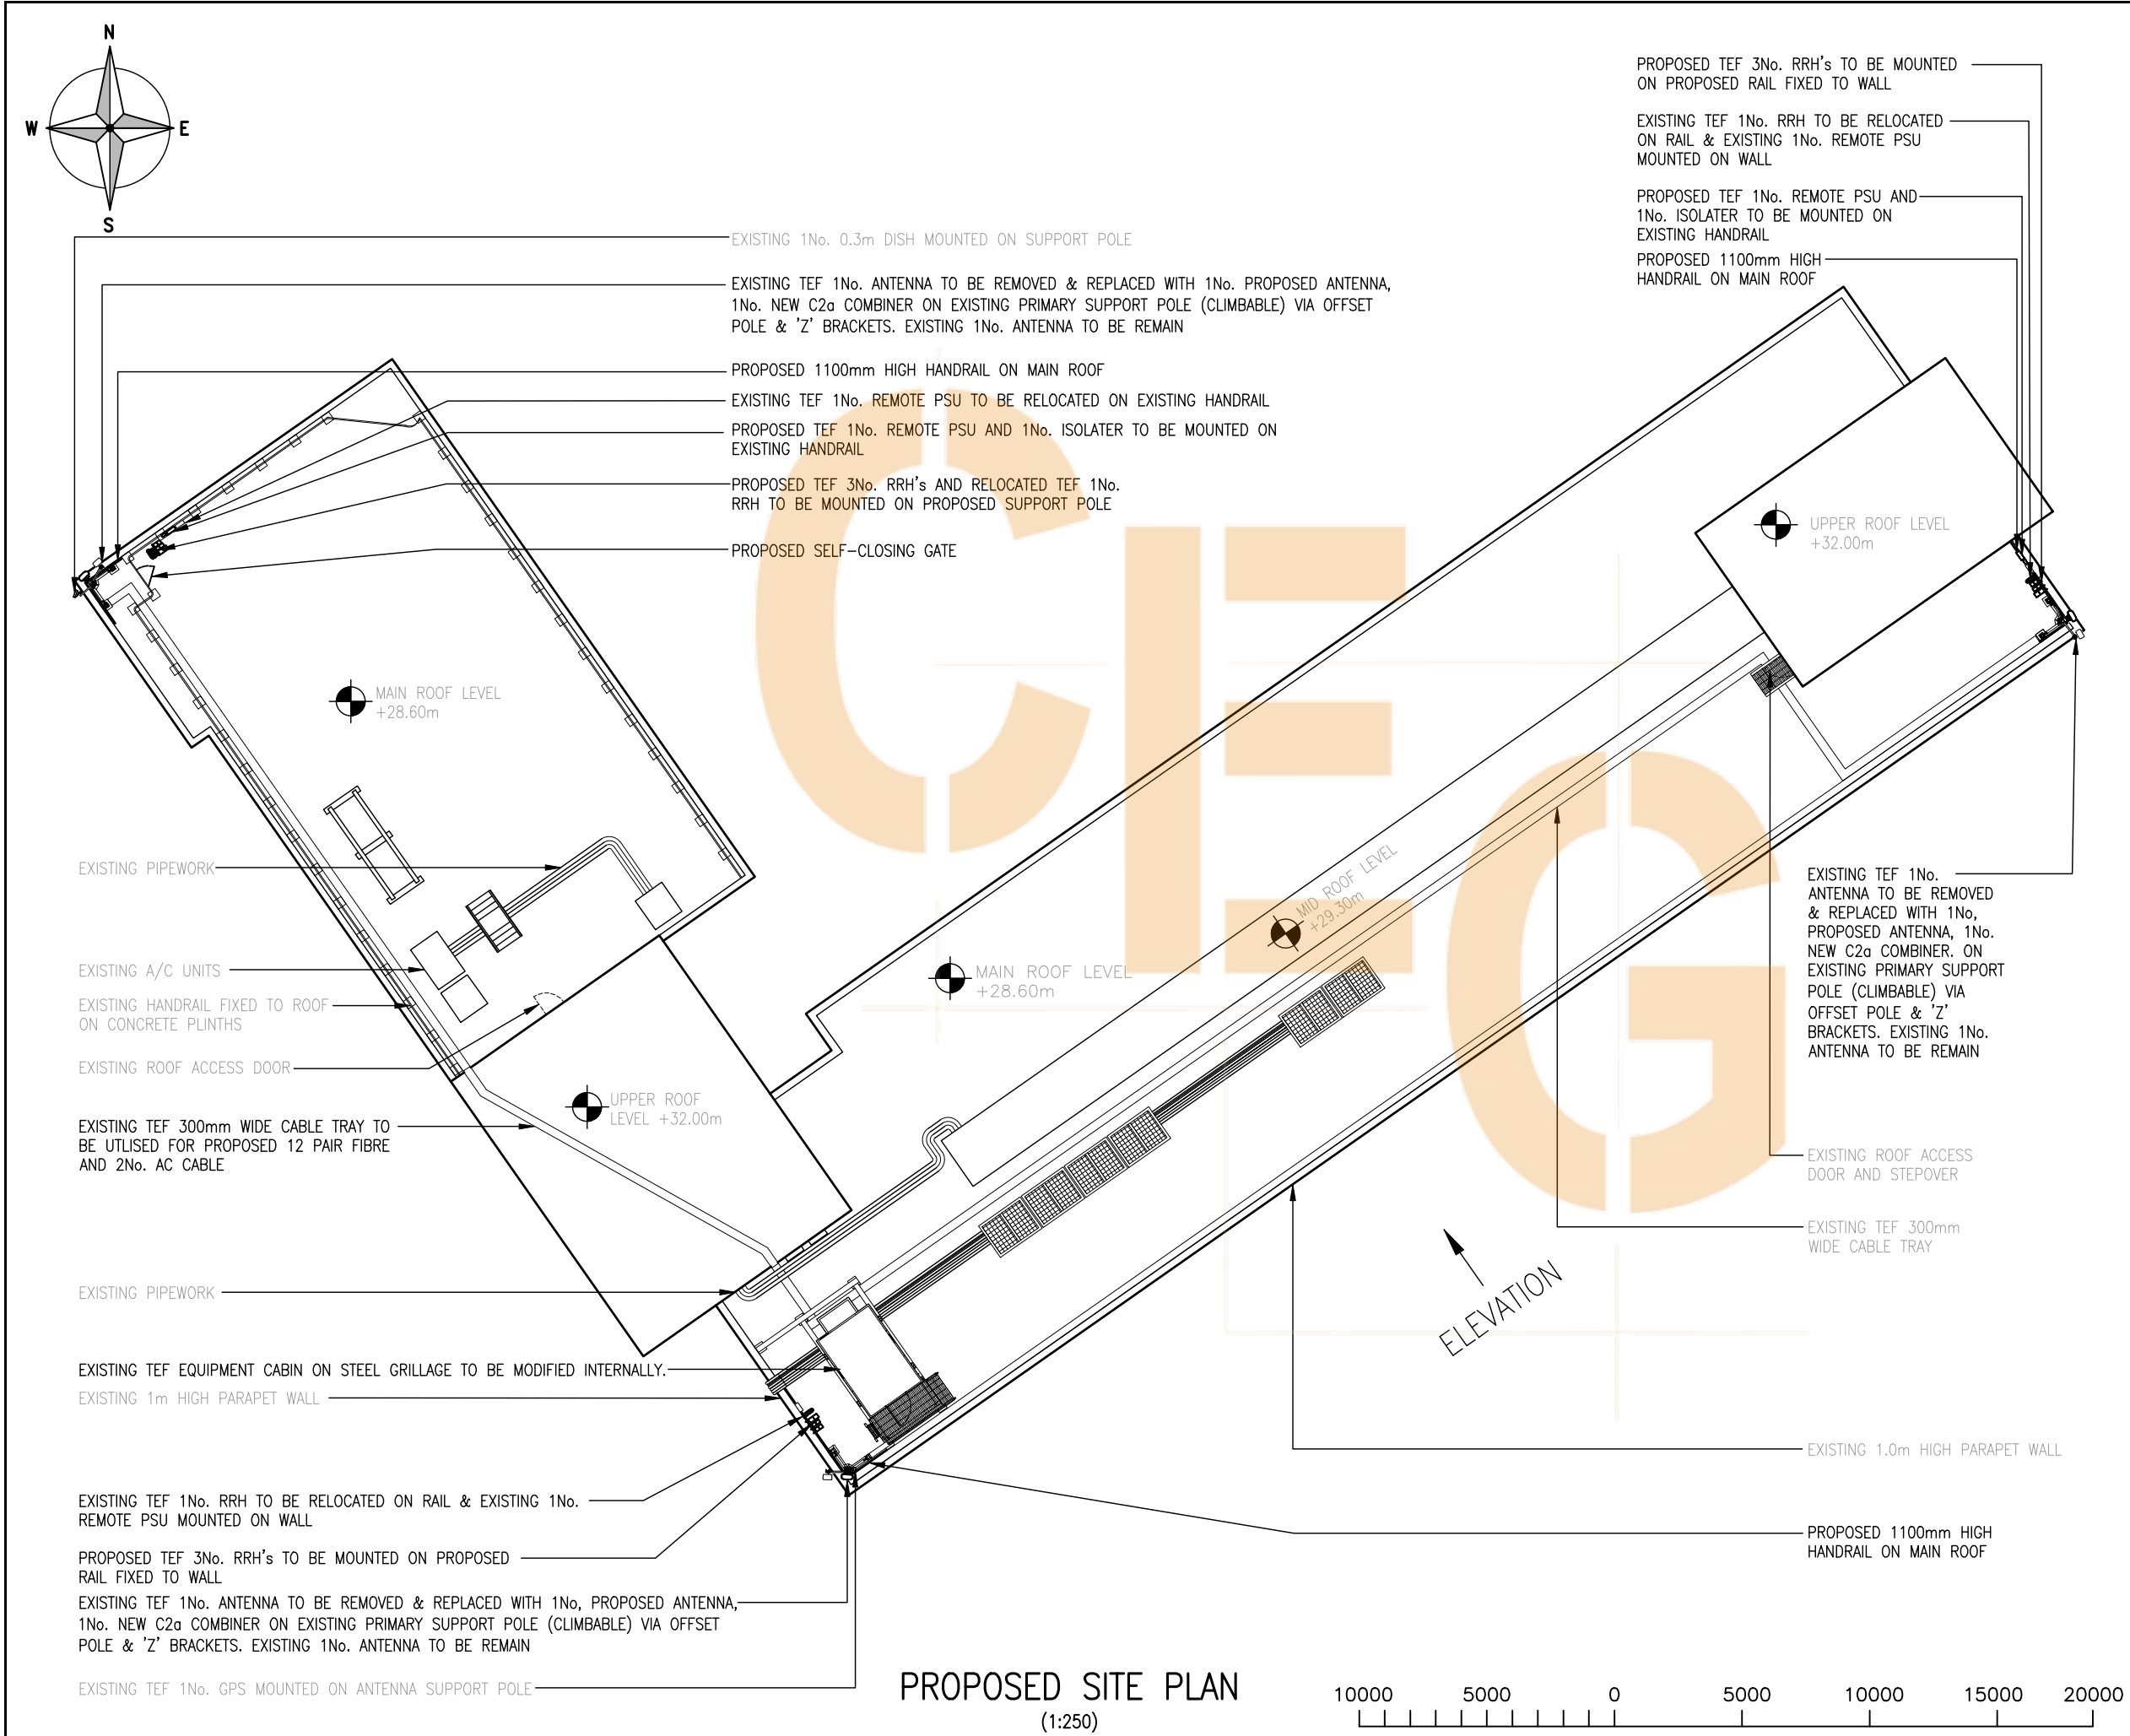 N
W
E
S
PROPOSED TEF 3No. RRH's TO BE MOUNTED
ON PROPOSED RAIL FIXED TO WALL
EXISTING TEF 1No. RRH TO BE RELOCATED
ON RAIL & EXISTING 1No. REMOTE PSU
MOUNTED ON WALL
PROPOSED TEF 1No. REMOTE PSU AND
1No. ISOLATER TO BE MOUNTED ON
EXISTING HANDRAIL
PROPOSED 1100mm HIGH
HANDRAIL ON MAIN ROOF
EXISTING 1No. 0.3m DISH MOUNTED ON SUPPORT POLE
EXISTING TEF 1No. ANTENNA TO BE REMOVED & REPLACED WITH 1No. PROPOSED ANTENNA,
1No. NEW C2a COMBINER ON EXISTING PRIMARY SUPPORT POLE (CLIMBABLE) VIA OFFSET
POLE & 'Z' BRACKETS. EXISTING 1No. ANTENNA TO BE REMAIN
PROPOSED 1100mm HIGH HANDRAIL ON MAIN ROOF
EXISTING TEF 1No. REMOTE PSU TO BE RELOCATED ON EXISTING HANDRAIL
PROPOSED TEF 1No. REMOTE PSU AND 1No. ISOLATER TO BE MOUNTED ON
EXISTING HANDRAIL
PROPOSED TEF 3No. RRH's AND RELOCATED TEF 1No.
RRH TO BE MOUNTED ON PROPOSED SUPPORT POLE
PROPOSED SELF-CLOSING GATE
CEG
UPPER ROOF LEVEL
+32.00m
MAIN ROOF LEVEL
+28.60m
MID ROOF LEVEL
+29.30m
MAIN ROOF LEVEL
+28.60m
UPPER ROOF
LEVEL +32.00m
EXISTING PIPEWORK
EXISTING A/C UNITS
EXISTING HANDRAIL FIXED TO ROOF
ON CONCRETE PLINTHS
EXISTING ROOF ACCESS DOOR
EXISTING TEF 300mm WIDE CABLE TRAY TO
BE UTLISED FOR PROPOSED 12 PAIR FIBRE
AND 2No. AC CABLE
EXISTING PIPEWORK
EXISTING TEF EQUIPMENT CABIN ON STEEL GRILLAGE TO BE MODIFIED INTERNALLY.
EXISTING 1m HIGH PARAPET WALL
EXISTING TEF 1No. RRH TO BE RELOCATED ON RAIL & EXISTING 1No.
REMOTE PSU MOUNTED ON WALL
PROPOSED TEF 3No. RRH's TO BE MOUNTED ON PROPOSED
RAIL FIXED TO WALL
EXISTING TEF 1No. ANTENNA TO BE REMOVED & REPLACED WITH 1No, PROPOSED ANTENNA,
1No. NEW C2a COMBINER ON EXISTING PRIMARY SUPPORT POLE (CLIMBABLE) VIA OFFSET
POLE & 'Z' BRACKETS. EXISTING 1No. ANTENNA TO BE REMAIN
EXISTING TEF 1No. GPS MOUNTED ON ANTENNA SUPPORT POLE
EXISTING TEF 1No.
ANTENNA TO BE REMOVED
& REPLACED WITH 1No,
PROPOSED ANTENNA, 1No.
NEW C2a COMBINER. ON
EXISTING PRIMARY SUPPORT
POLE (CLIMBABLE) VIA
OFFSET POLE & 'Z'
BRACKETS. EXISTING 1No.
ANTENNA TO BE REMAIN
EXISTING ROOF ACCESS
DOOR AND STEPOVER
EXISTING TEF 300mm
WIDE CABLE TRAY
ELEVATION
EXISTING 1.0m HIGH PARAPET WALL
PROPOSED 1100mm HIGH
HANDRAIL ON MAIN ROOF
PROPOSED SITE PLAN
(1:250)
10000 5000 0 5000 10000 15000 20000